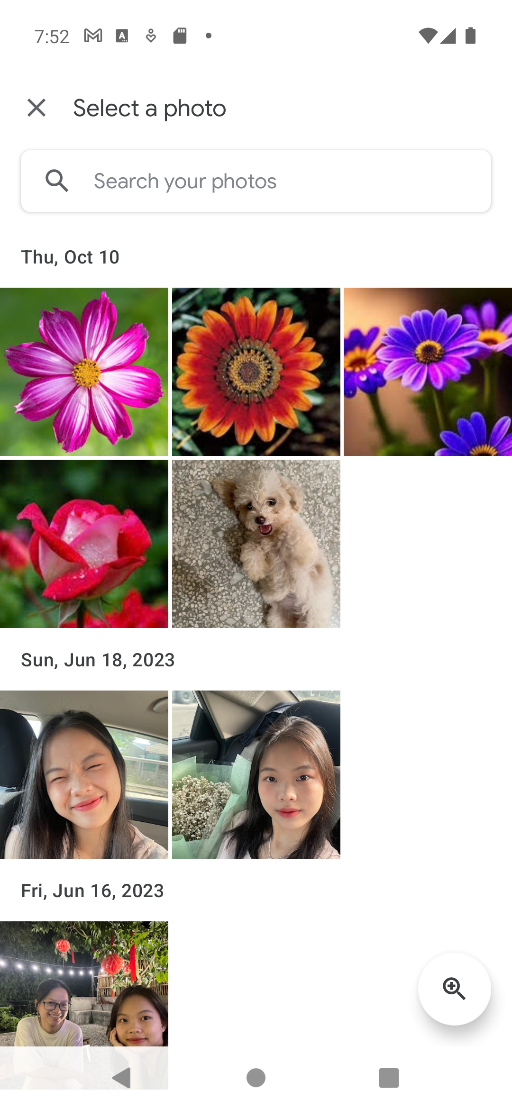 7:52
Select a photo
Search your photos
Thu, Oct 10
Sun, Jun 18, 2023
Fri, Jun 16, 2023